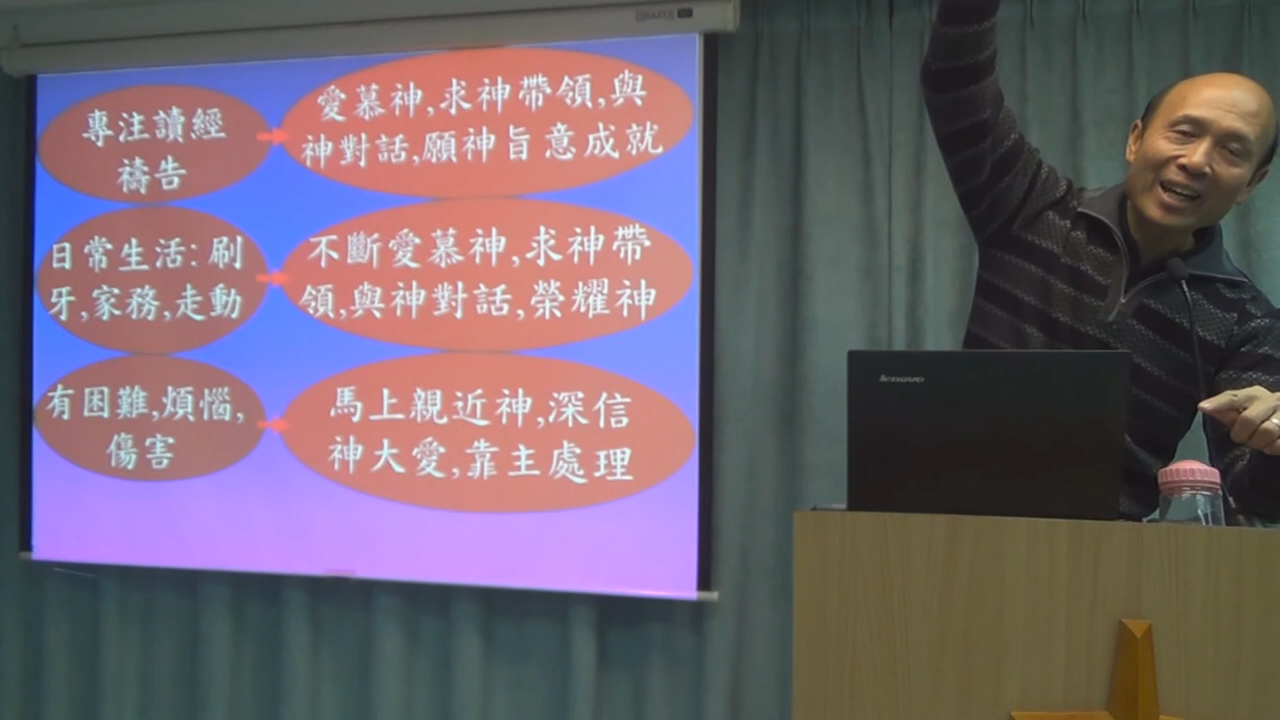 專注讀經
禱告
愛慕神,求神帶領,與
神對話,願神旨意成就
日常生活:刷
牙,家務,走動
不斷愛慕神,求神帶
領,與神對話,榮耀神
有困難,煩惱,
傷害
馬上親近神,深信
神大愛,靠主處理
lenovo